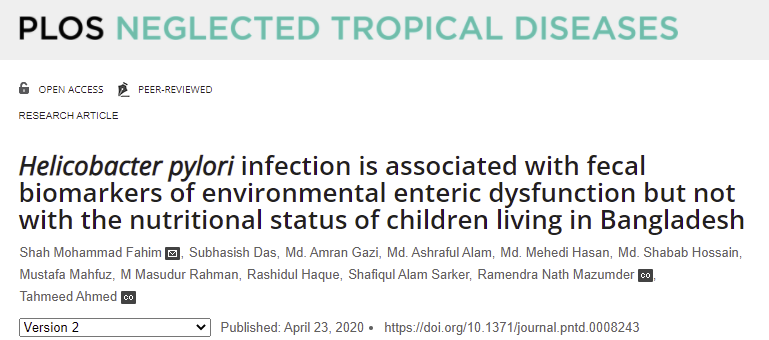 PLOS NEGLECTED TROPICAL DISEASES
OPEN ACCESS PEER-REVIEWED
RESEARCH ARTICLE
Helicobacter pylori infection is associated with fecal
biomarkers of environmental enteric dysfunction but not
with the nutritional status of children living in Bangladesh
Shah Mohammad Fahim, Subhasish Das, Md. Amran Gazi, Md. Ashraful Alam, Md. Mehedi Hasan, Md. Shabab Hossain,
Mustafa Mahfuz, M Masudur Rahman, Rashidul Haque, Shafiqul Alam Sarker, Ramendra Nath Mazumder co,
Tahmeed Ahmed co
Version 2 Published: April 23, 2020 • https://doi.org/10.1371/journal.pntd.0008243